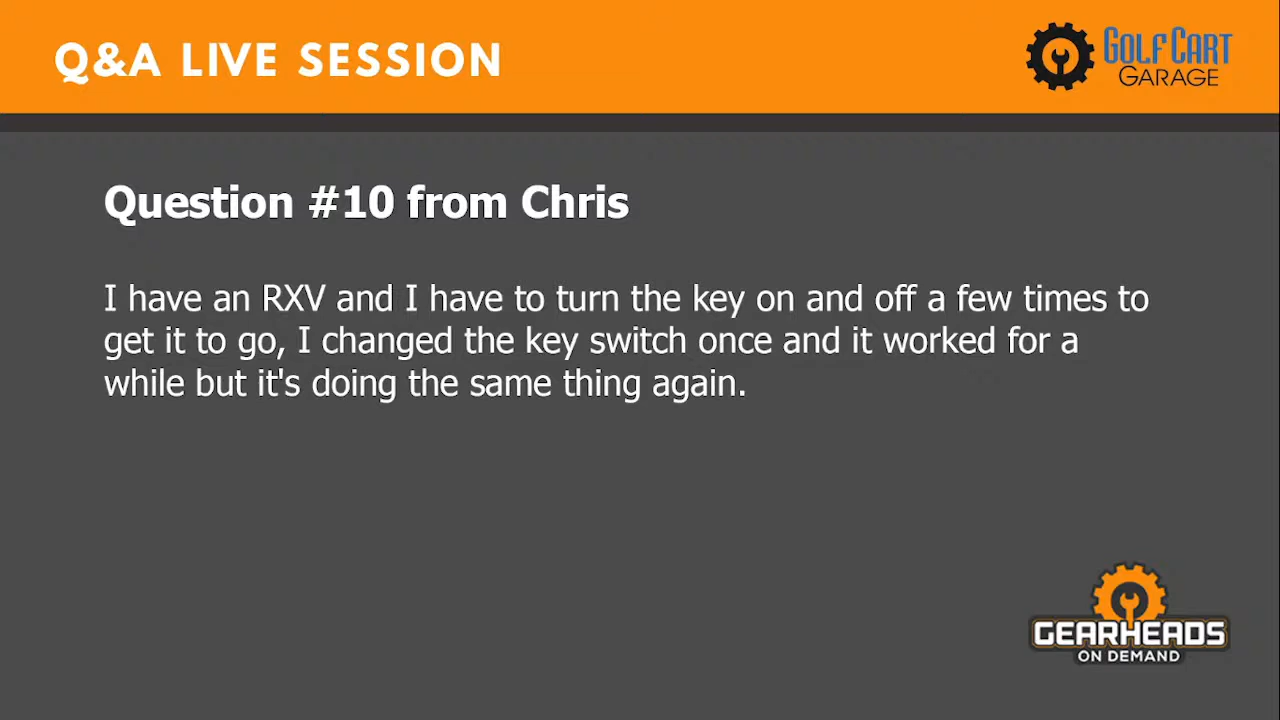 Q&A LIVE SESSION
GOLF CART
GARAGE
Question #10 from Chris
I have an RXV and I have to turn the key on and off a few times to
get it to go, I changed the key switch once and it worked for a
while but it's doing the same thing again.
GEARHEADS
ON DEMAND